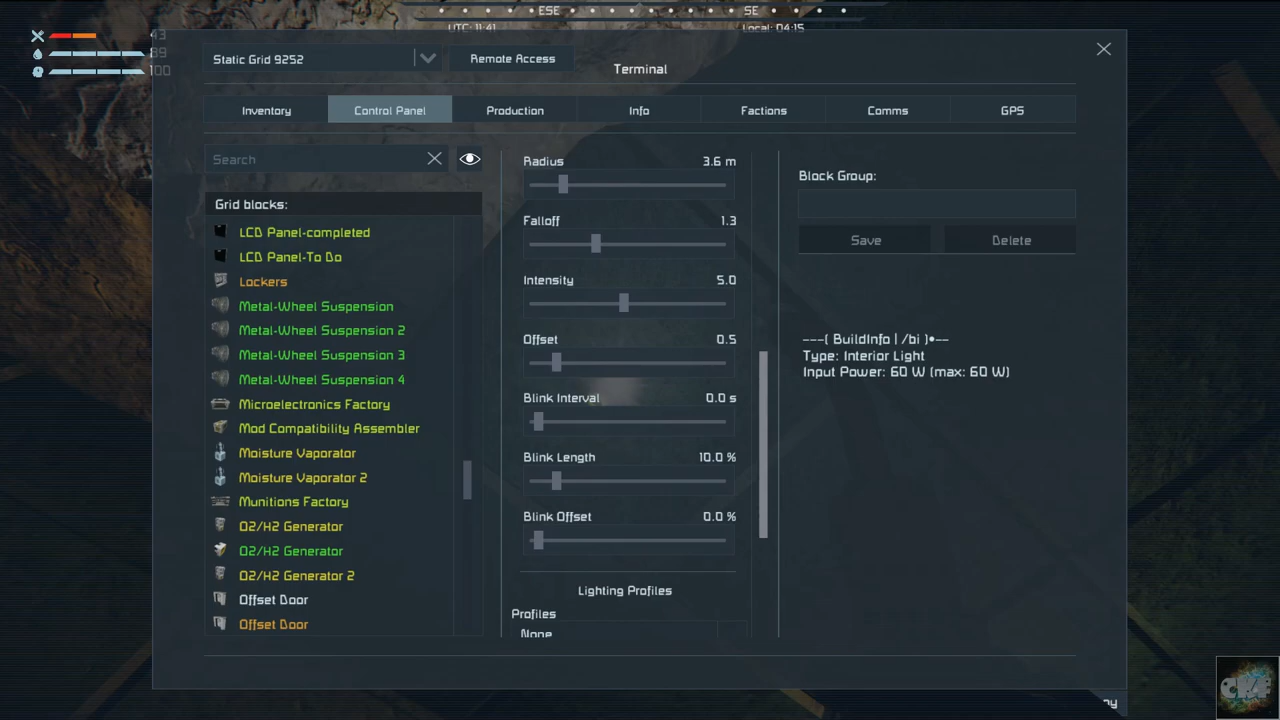 ESE
SE
UTC: 11:41
Local: 04:15
43
89
100
Static Grid 9252
Remote Access
Terminal
Inventory
Control Panel
Production
Info
Factions
Comms
GPS
Search
Grid blocks:
LCD Panel-completed
LCD Panel-To Do
Lockers
Metal-Wheel Suspension
Metal-Wheel Suspension 2
Metal-Wheel Suspension 3
Metal-Wheel Suspension 4
Microelectronics Factory
Mod Compatibility Assembler
Moisture Vaporator
Moisture Vaporator 2
Munitions Factory
O2/H2 Generator
O2/H2 Generator
O2/H2 Generator 2
Offset Door
Offset Door
Radius 3.6 m
Falloff 1.3
Intensity 5.0
Offset 0.5
Blink Interval 0.0 s
Blink Length 10.0 %
Blink Offset 0.0 %
Lighting Profiles
Profiles
None
Block Group:
Save
Delete
---( BuildInfo | /bi )•--
Type: Interior Light
Input Power: 60 W (max: 60 W)